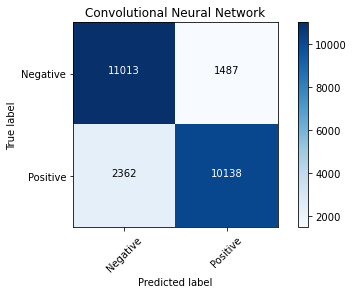 Convolutional Neural Network
True label
Negative
11013
1487
Positive
2362
10138
Negative
Positive
Predicted label
10000
8000
6000
4000
2000